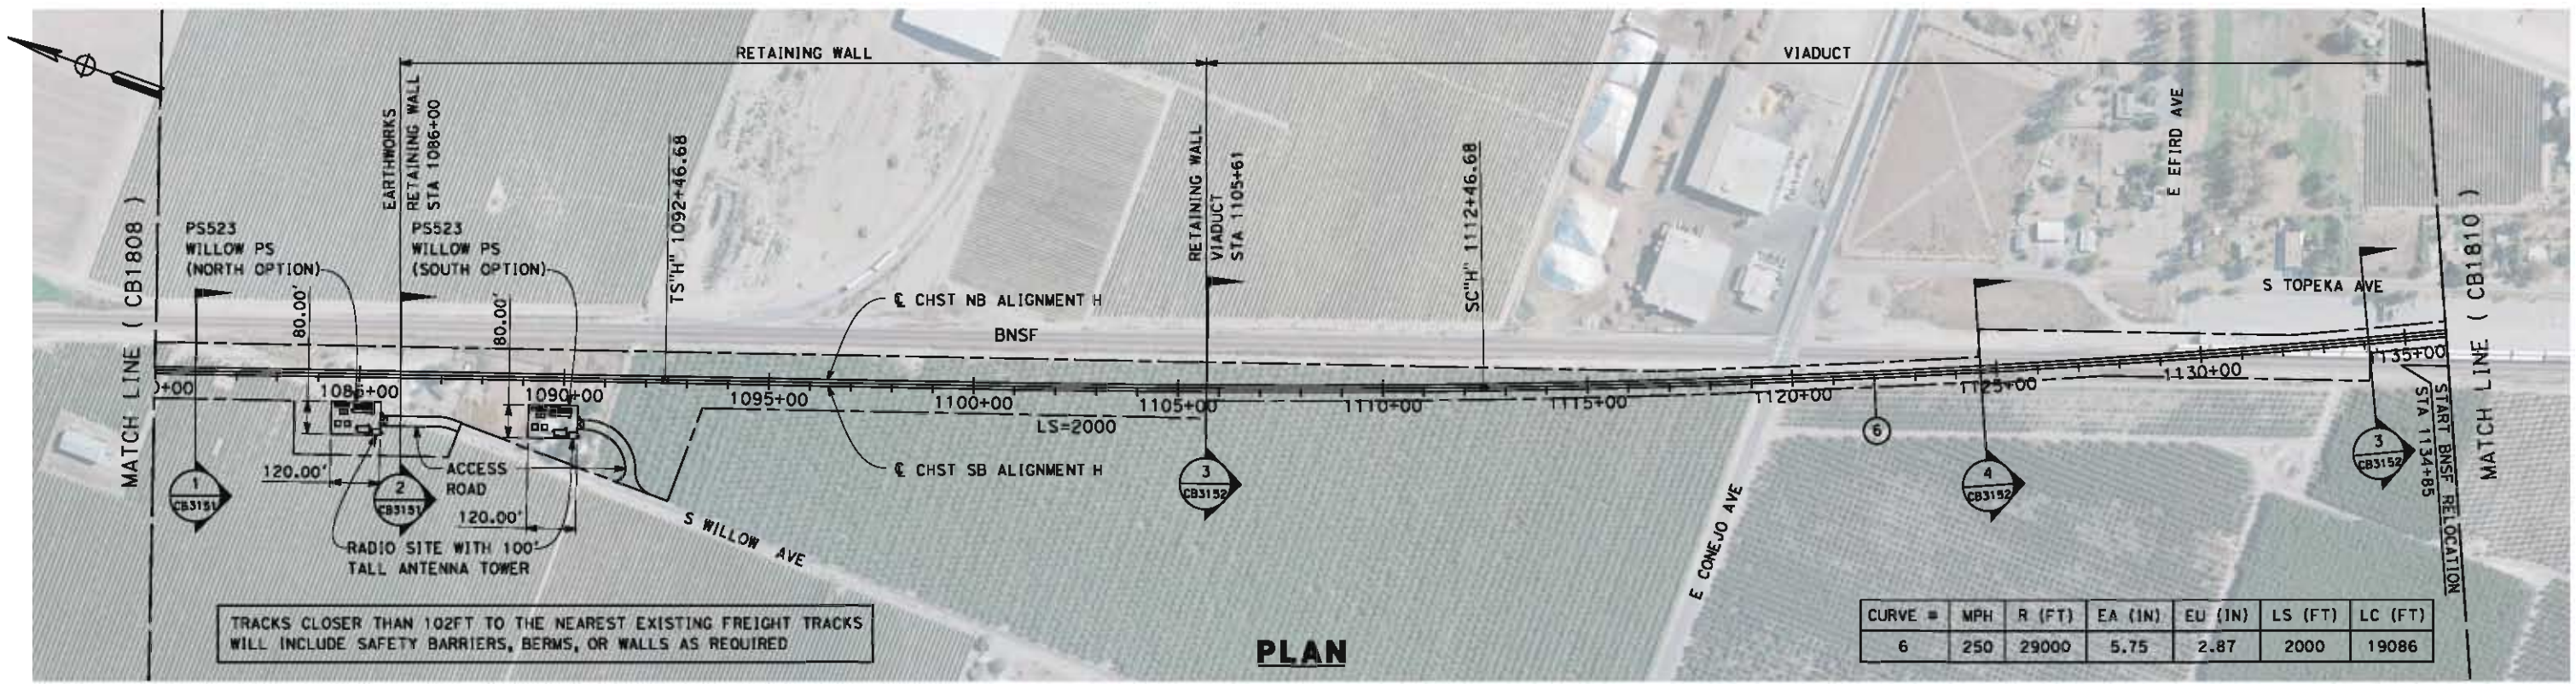 RETAINING WALL
VIADUCT
MATCH LINE ( CB1808 )
EARTHWORKS
RETAINING WALL
STA 1086+00
TS"H" 1092+46.68
RETAINING WALL
VIADUCT
STA 1105+61
SC"H" 1112+46.68
E EFIRD AVE
MATCH LINE ( CB1810 )
PS523
WILLOW PS
(NORTH OPTION)
PS523
WILLOW PS
(SOUTH OPTION)
80.00'
80.00'
℄ CHST NB ALIGNMENT H
BNSF
S TOPEKA AVE
0+00
1085+00
1090+00
1095+00
1100+00
1105+00
1110+00
1115+00
1120+00
1125+00
1130+00
1135+00
LS=2000
6
START BNSF RELOCATION
STA 1134+85
120.00'
ACCESS
ROAD
120.00'
℄ CHST SB ALIGNMENT H
1
CB3151
2
CB3151
3
CB3152
4
CB3152
3
CB3152
S WILLOW AVE
E CONEJO AVE
RADIO SITE WITH 100'
TALL ANTENNA TOWER
TRACKS CLOSER THAN 102FT TO THE NEAREST EXISTING FREIGHT TRACKS
WILL INCLUDE SAFETY BARRIERS, BERMS, OR WALLS AS REQUIRED
PLAN
CURVE # MPH R (FT) EA (IN) EU (IN) LS (FT) LC (FT)
6 250 29000 5.75 2.87 2000 19086